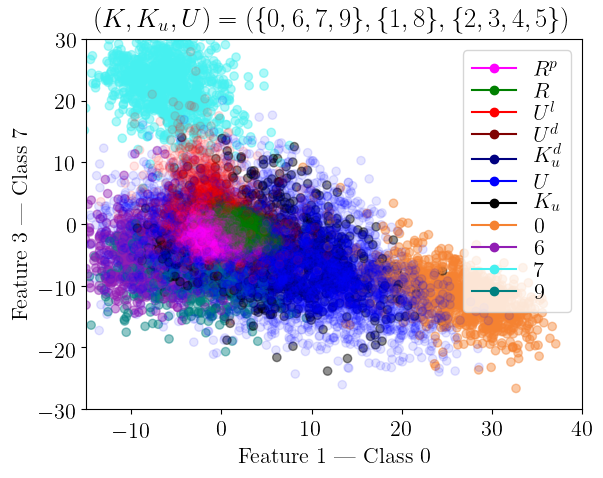 (K, K_u, U) = ({0, 6, 7, 9}, {1, 8}, {2, 3, 4, 5})
30
20
10
0
−10
−20
−30
Feature 3 — Class 7
R^p
R
U^l
U^d
K_u^d
U
K_u
0
6
7
9
−10
0
10
20
30
40
Feature 1 — Class 0